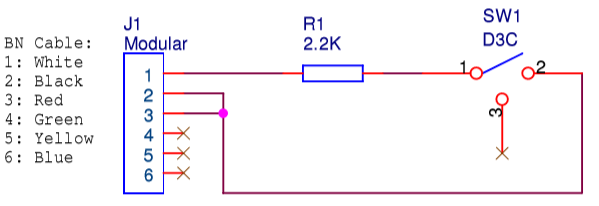 BN Cable:
1: White
2: Black
3: Red
4: Green
5: Yellow
6: Blue
J1
Modular
1
2
3
4
5
6
R1
2.2K
SW1
D3C
1
2
3